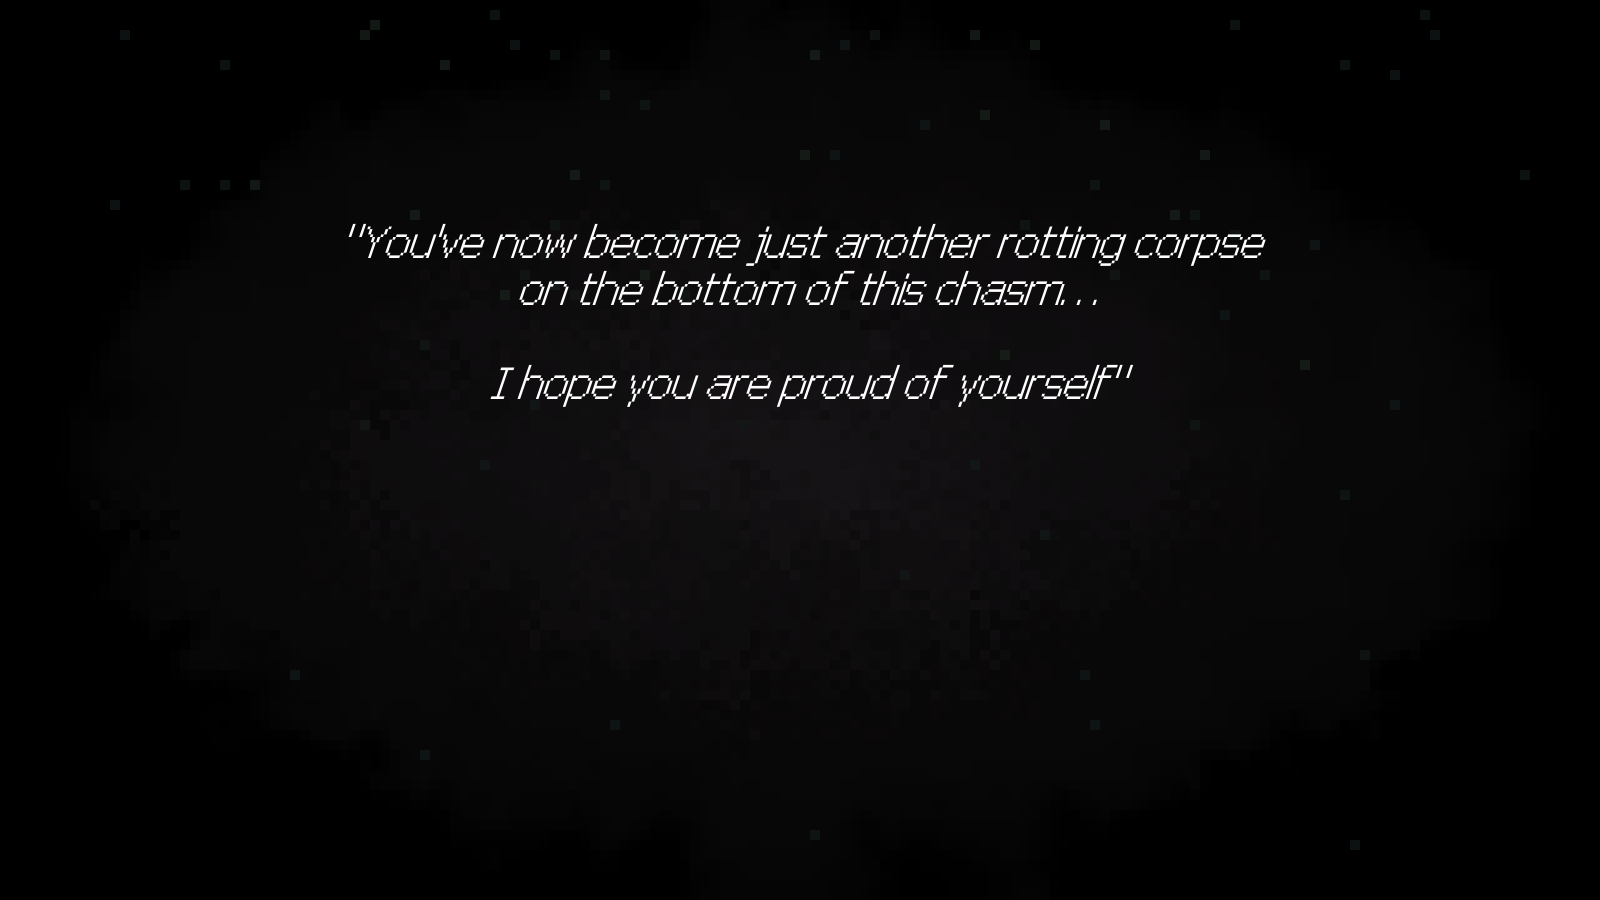 "You've now become just another rotting corpse
on the bottom of this chasm...
I hope you are proud of yourself"